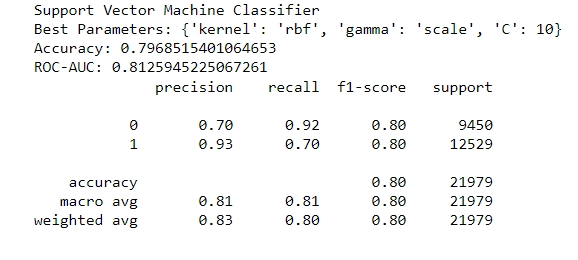 Support Vector Machine Classifier
Best Parameters: {'kernel': 'rbf', 'gamma': 'scale', 'C': 10}
Accuracy: 0.7968515401064653
ROC-AUC: 0.8125945225067261
precision recall f1-score support
0 0.70 0.92 0.80 9450
1 0.93 0.70 0.80 12529
accuracy 0.80 21979
macro avg 0.81 0.81 0.80 21979
weighted avg 0.83 0.80 0.80 21979